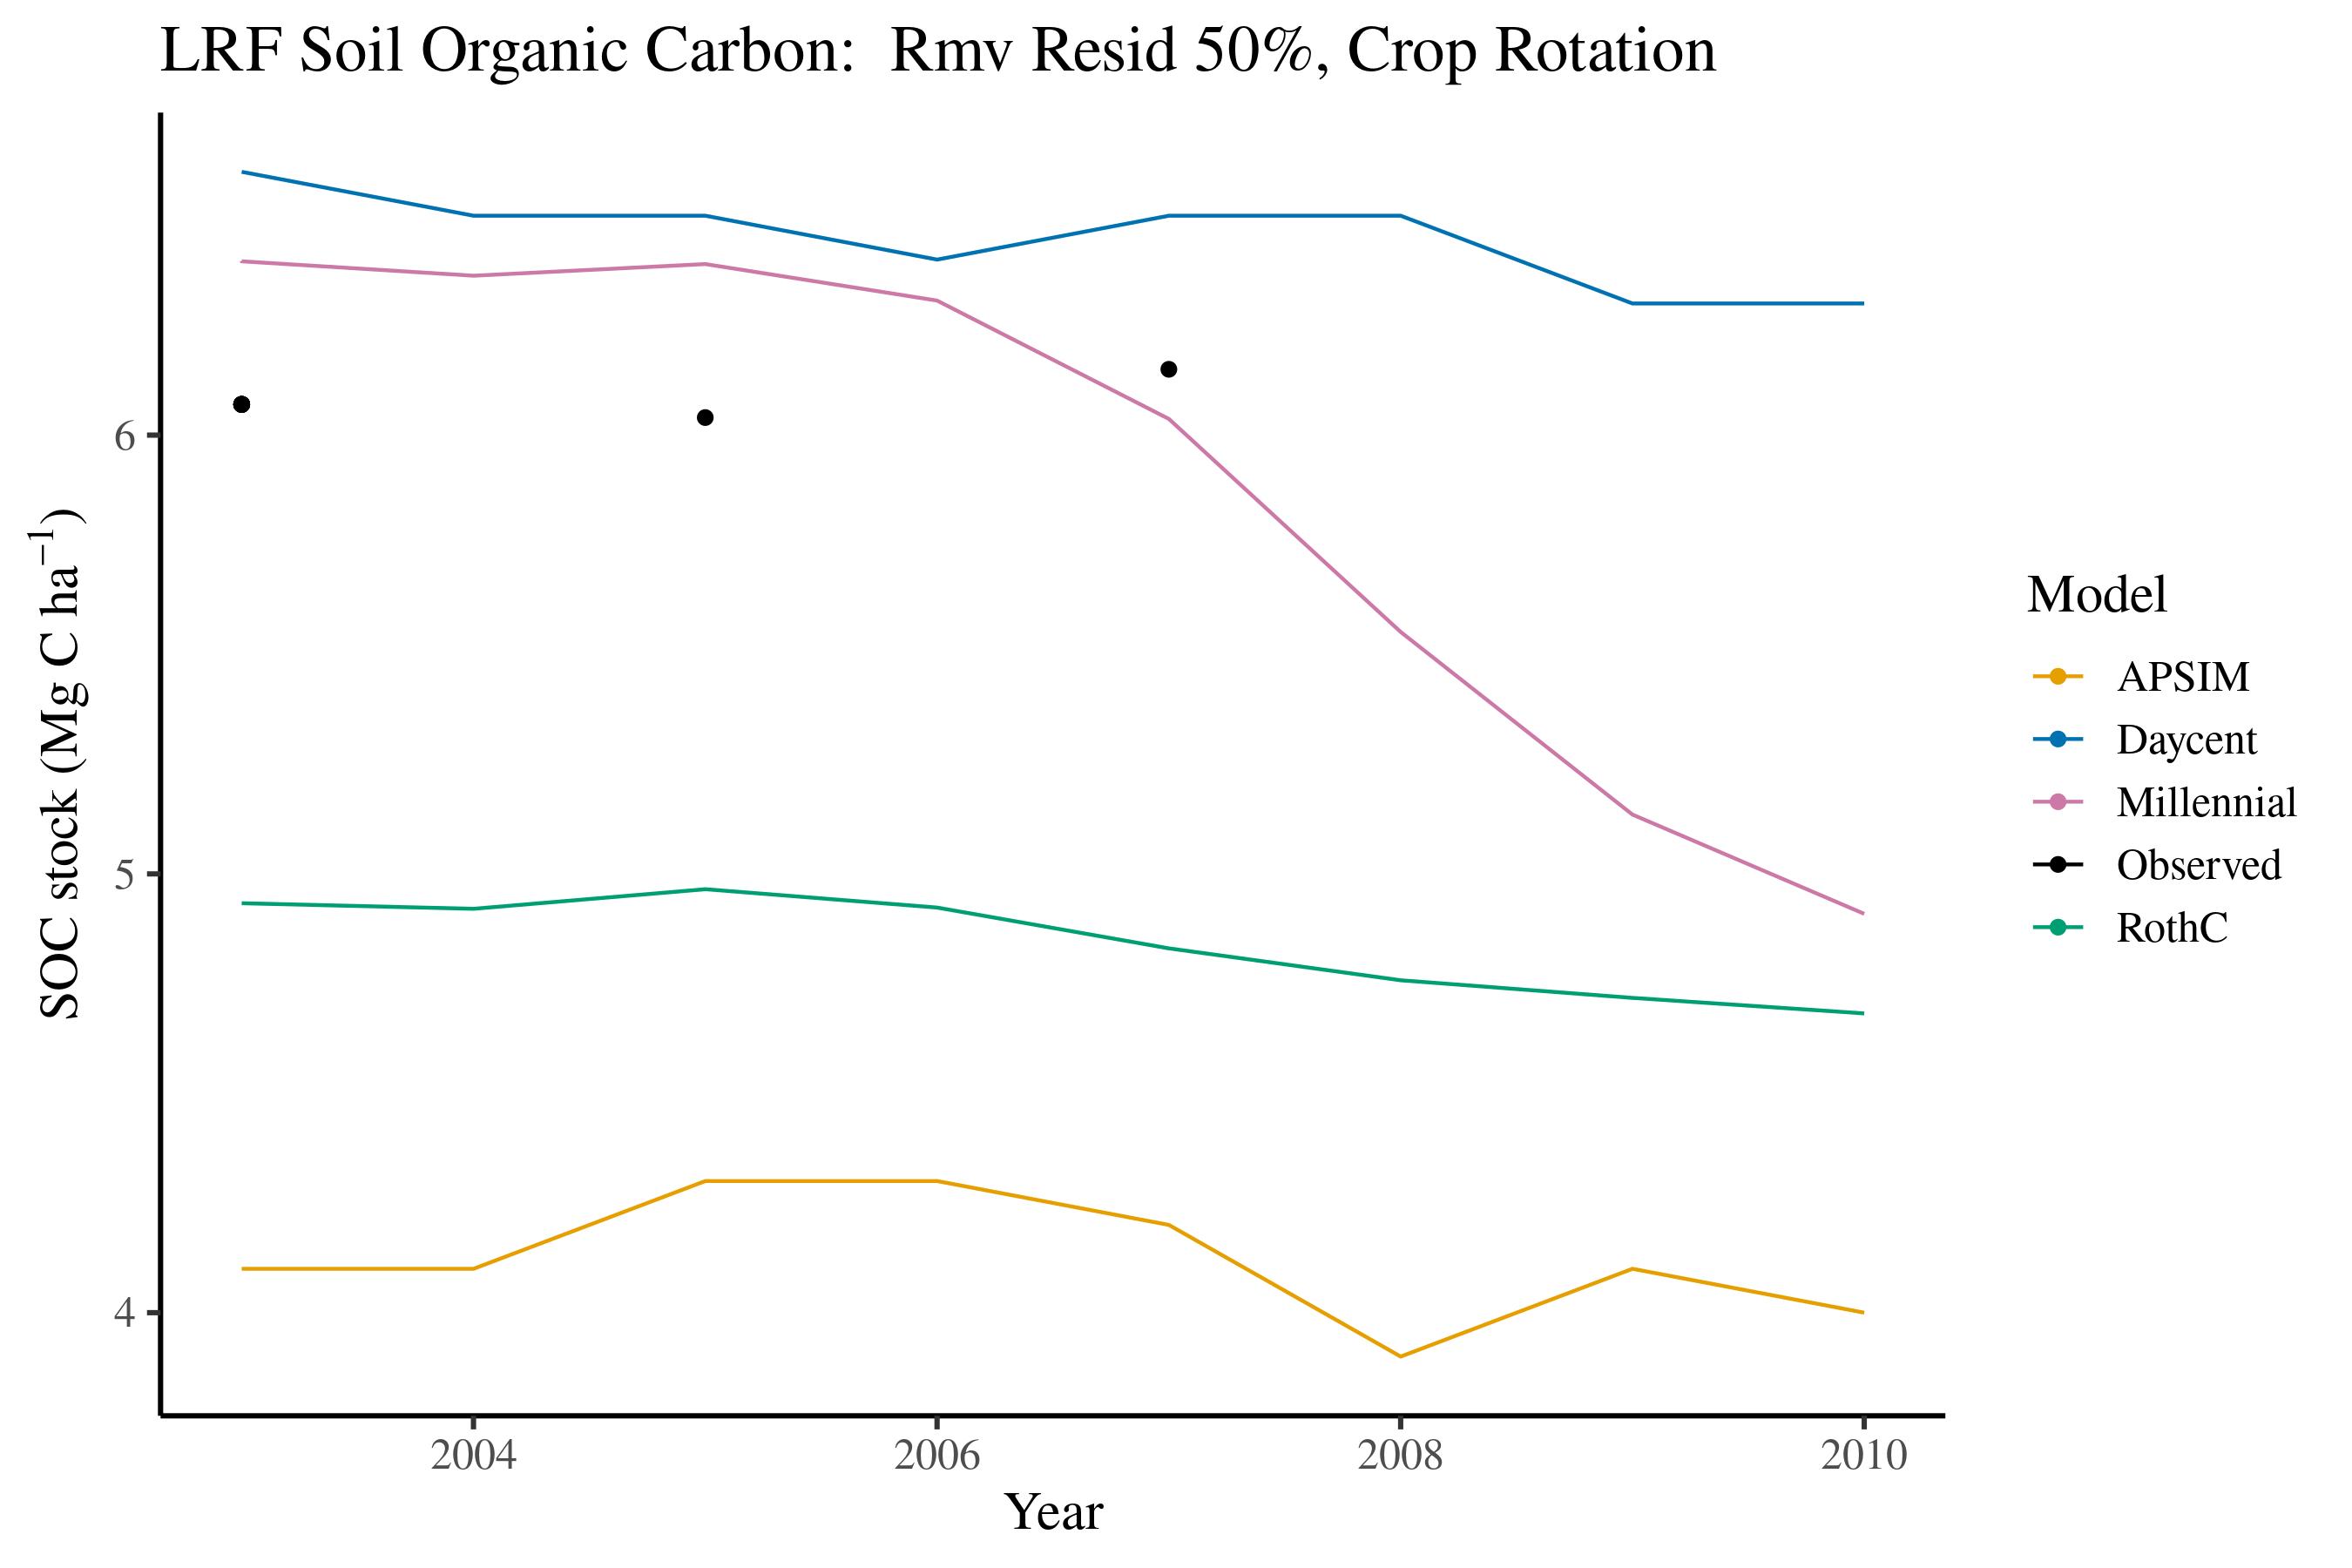 LRF Soil Organic Carbon:  Rmv Resid 50%, Crop Rotation
SOC stock (Mg C ha⁻¹)
6
5
4
2004
2006
2008
2010
Year
Model
APSIM
Daycent
Millennial
Observed
RothC